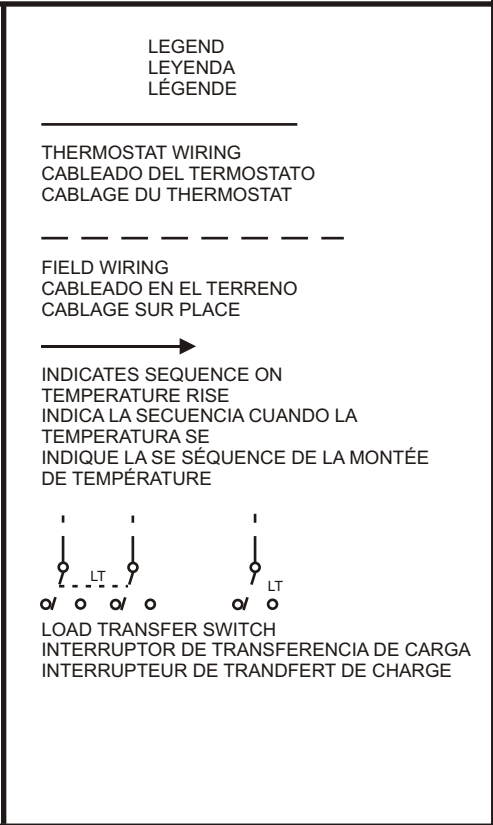 LEGEND
LEYENDA
LÉGENDE
THERMOSTAT WIRING
CABLEADO DEL TERMOSTATO
CABLAGE DU THERMOSTAT
FIELD WIRING
CABLEADO EN EL TERRENO
CABLAGE SUR PLACE
INDICATES SEQUENCE ON
TEMPERATURE RISE
INDICA LA SECUENCIA CUANDO LA
TEMPERATURA SE
INDIQUE LA SE SÉQUENCE DE LA MONTÉE
DE TEMPÉRATURE
LT
LT
LOAD TRANSFER SWITCH
INTERRUPTOR DE TRANSFERENCIA DE CARGA
INTERRUPTEUR DE TRANDFERT DE CHARGE